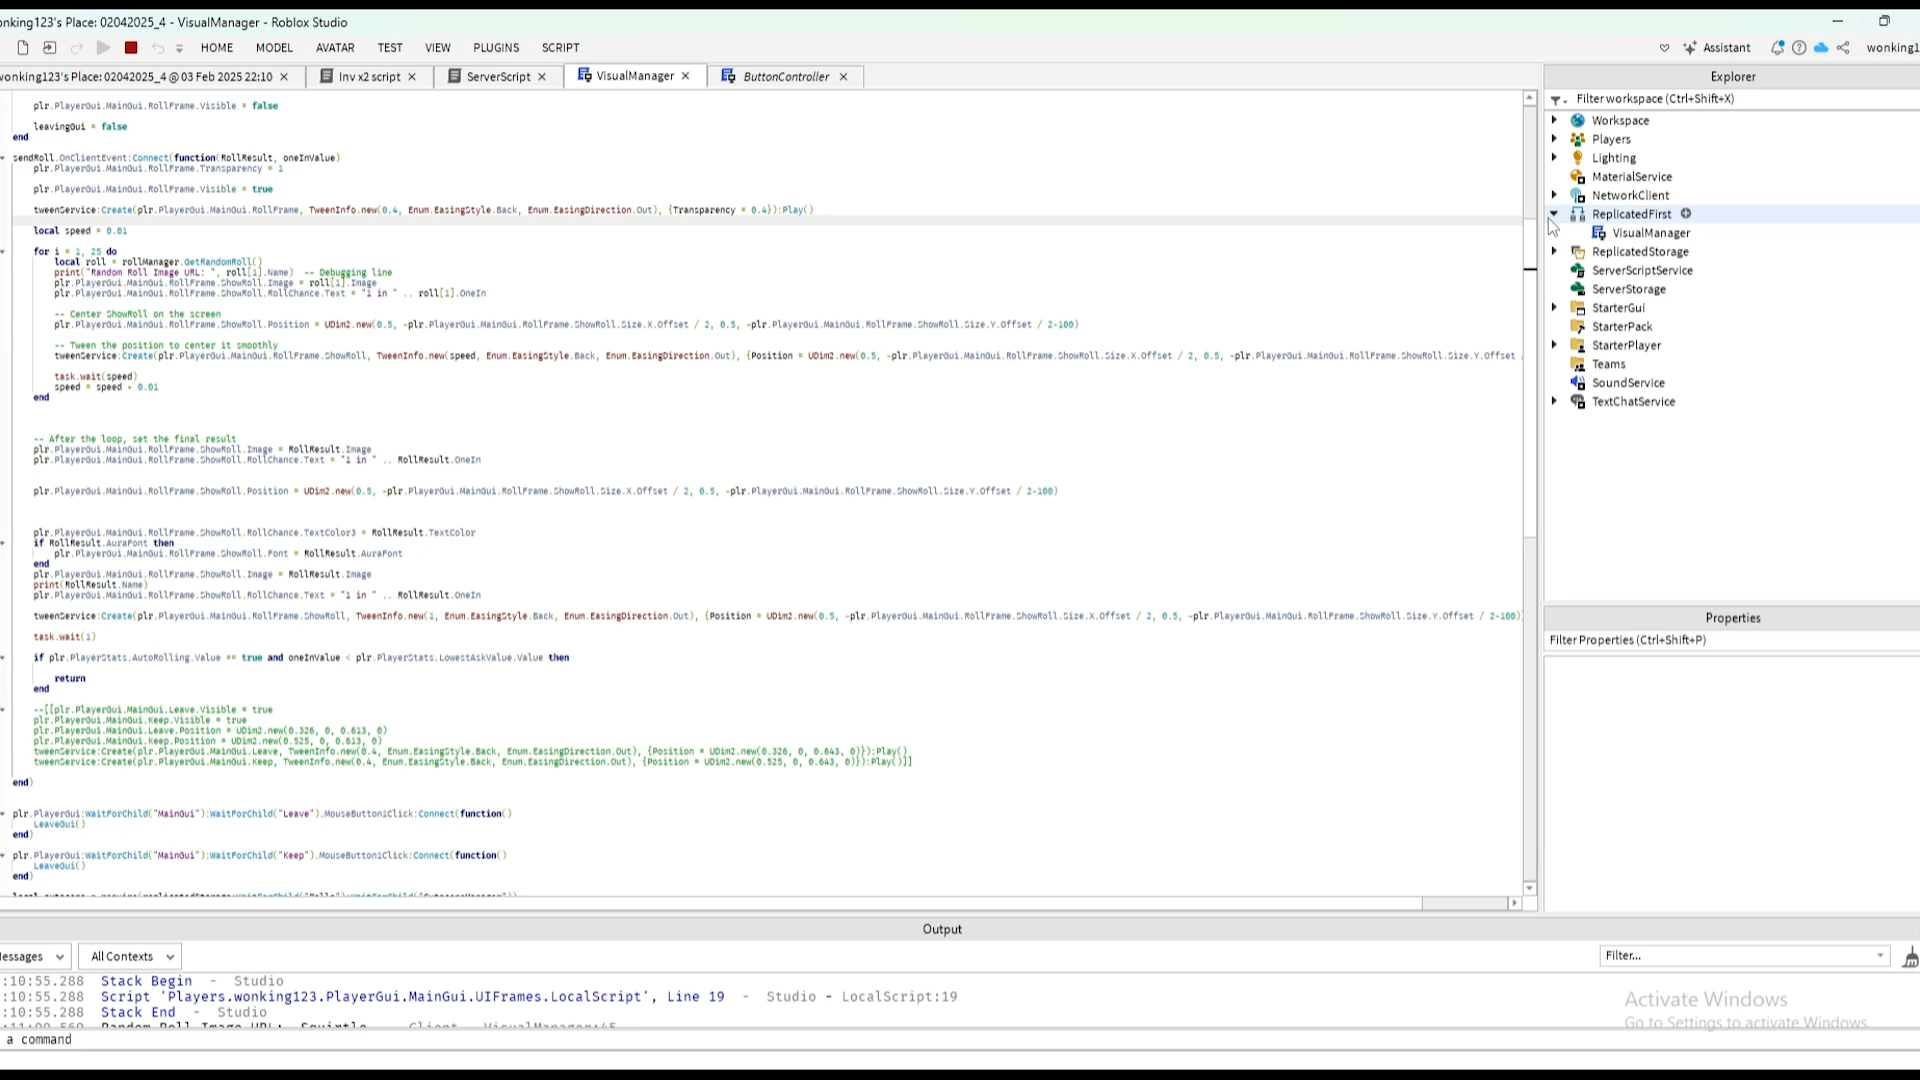 onking123's Place: 02042025_4 - VisualManager - Roblox Studio
HOME MODEL AVATAR TEST VIEW PLUGINS SCRIPT
Assistant wonking1
wonking123's Place: 02042025_4 @ 03 Feb 2025 22:10 Inv x2 script ServerScript VisualManager ButtonController
plr.PlayerGui.MainGui.RollFrame.Visible = false
leavingGui = false
end
sendRoll.OnClientEvent:Connect(function(RollResult, oneInValue)
plr.PlayerGui.MainGui.RollFrame.Transparency = 1
plr.PlayerGui.MainGui.RollFrame.Visible = true
tweenService:Create(plr.PlayerGui.MainGui.RollFrame, TweenInfo.new(0.4, Enum.EasingStyle.Back, Enum.EasingDirection.Out), {Transparency = 0.4}):Play()
local speed = 0.01
for i = 1, 25 do
local roll = rollManager.GetRandomRoll()
print("Random Roll Image URL: ", roll[1].Name) -- Debugging line
plr.PlayerGui.MainGui.RollFrame.ShowRoll.Image = roll[1].Image
plr.PlayerGui.MainGui.RollFrame.ShowRoll.RollChance.Text = "1 in " .. roll[1].OneIn
-- Center ShowRoll on the screen
plr.PlayerGui.MainGui.RollFrame.ShowRoll.Position = UDim2.new(0.5, -plr.PlayerGui.MainGui.RollFrame.ShowRoll.Size.X.Offset / 2, 0.5, -plr.PlayerGui.MainGui.RollFrame.ShowRoll.Size.Y.Offset / 2-100)
-- Tween the position to center it smoothly
tweenService:Create(plr.PlayerGui.MainGui.RollFrame.ShowRoll, TweenInfo.new(speed, Enum.EasingStyle.Back, Enum.EasingDirection.Out), {Position = UDim2.new(0.5, -plr.PlayerGui.MainGui.RollFrame.ShowRoll.Size.X.Offset / 2, 0.5, -plr.PlayerGui.MainGui.RollFrame.ShowRoll.Size.Y.Offset
task.wait(speed)
speed = speed + 0.01
end
-- After the loop, set the final result
plr.PlayerGui.MainGui.RollFrame.ShowRoll.Image = RollResult.Image
plr.PlayerGui.MainGui.RollFrame.ShowRoll.RollChance.Text = "1 in " .. RollResult.OneIn
plr.PlayerGui.MainGui.RollFrame.ShowRoll.Position = UDim2.new(0.5, -plr.PlayerGui.MainGui.RollFrame.ShowRoll.Size.X.Offset / 2, 0.5, -plr.PlayerGui.MainGui.RollFrame.ShowRoll.Size.Y.Offset / 2-100)
plr.PlayerGui.MainGui.RollFrame.ShowRoll.RollChance.TextColor3 = RollResult.TextColor
if RollResult.AuraFont then
plr.PlayerGui.MainGui.RollFrame.ShowRoll.Font = RollResult.AuraFont
end
plr.PlayerGui.MainGui.RollFrame.ShowRoll.Image = RollResult.Image
print(RollResult.Name)
plr.PlayerGui.MainGui.RollFrame.ShowRoll.RollChance.Text = "1 in " .. RollResult.OneIn
tweenService:Create(plr.PlayerGui.MainGui.RollFrame.ShowRoll, TweenInfo.new(1, Enum.EasingStyle.Back, Enum.EasingDirection.Out), {Position = UDim2.new(0.5, -plr.PlayerGui.MainGui.RollFrame.ShowRoll.Size.X.Offset / 2, 0.5, -plr.PlayerGui.MainGui.RollFrame.ShowRoll.Size.Y.Offset / 2-100)
task.wait(1)
if plr.PlayerStats.AutoRolling.Value == true and oneInValue < plr.PlayerStats.LowestAskValue.Value then
return
end
--[[plr.PlayerGui.MainGui.Leave.Visible = true
plr.PlayerGui.MainGui.Keep.Visible = true
plr.PlayerGui.MainGui.Leave.Position = UDim2.new(0.326, 0, 0.613, 0)
plr.PlayerGui.MainGui.Keep.Position = UDim2.new(0.525, 0, 0.613, 0)
tweenService:Create(plr.PlayerGui.MainGui.Leave, TweenInfo.new(0.4, Enum.EasingStyle.Back, Enum.EasingDirection.Out), {Position = UDim2.new(0.326, 0, 0.643, 0)}):Play()
tweenService:Create(plr.PlayerGui.MainGui.Keep, TweenInfo.new(0.4, Enum.EasingStyle.Back, Enum.EasingDirection.Out), {Position = UDim2.new(0.525, 0, 0.643, 0)}):Play()]]
end)
plr.PlayerGui:WaitForChild("MainGui"):WaitForChild("Leave").MouseButton1Click:Connect(function()
LeaveGui()
end)
plr.PlayerGui:WaitForChild("MainGui"):WaitForChild("Keep").MouseButton1Click:Connect(function()
LeaveGui()
end)
Explorer
Filter workspace (Ctrl+Shift+X)
Workspace
Players
Lighting
MaterialService
NetworkClient
ReplicatedFirst
VisualManager
ReplicatedStorage
ServerScriptService
ServerStorage
StarterGui
StarterPack
StarterPlayer
Teams
SoundService
TextChatService
Properties
Filter Properties (Ctrl+Shift+P)
Output
essages All Contexts Filter...
:10:55.288 Stack Begin - Studio
:10:55.288 Script 'Players.wonking123.PlayerGui.MainGui.UIFrames.LocalScript', Line 19 - Studio - LocalScript:19
:10:55.288 Stack End - Studio
:11:00.560 Random Roll Image URL: Squirtle - Client - VisualManager:45
a command
Activate Windows
Go to Settings to activate Windows.